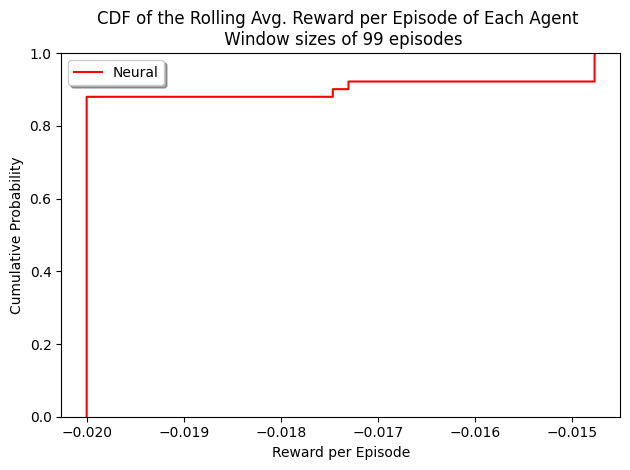 CDF of the Rolling Avg. Reward per Episode of Each Agent
Window sizes of 99 episodes
Neural
1.0
0.8
0.6
0.4
0.2
0.0
Cumulative Probability
−0.020 −0.019 −0.018 −0.017 −0.016 −0.015
Reward per Episode